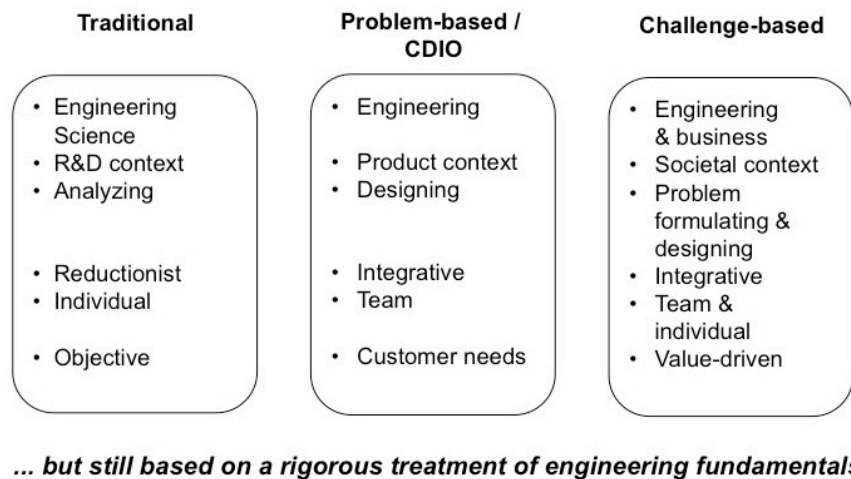 Traditional
Problem-based /
CDIO
Challenge-based
• Engineering
Science
• R&D context
• Analyzing
• Reductionist
• Individual
• Objective
• Engineering
• Product context
• Designing
• Integrative
• Team
• Customer needs
• Engineering
& business
• Societal context
• Problem
formulating &
designing
• Integrative
• Team &
individual
• Value-driven
... but still based on a rigorous treatment of engineering fundamentals